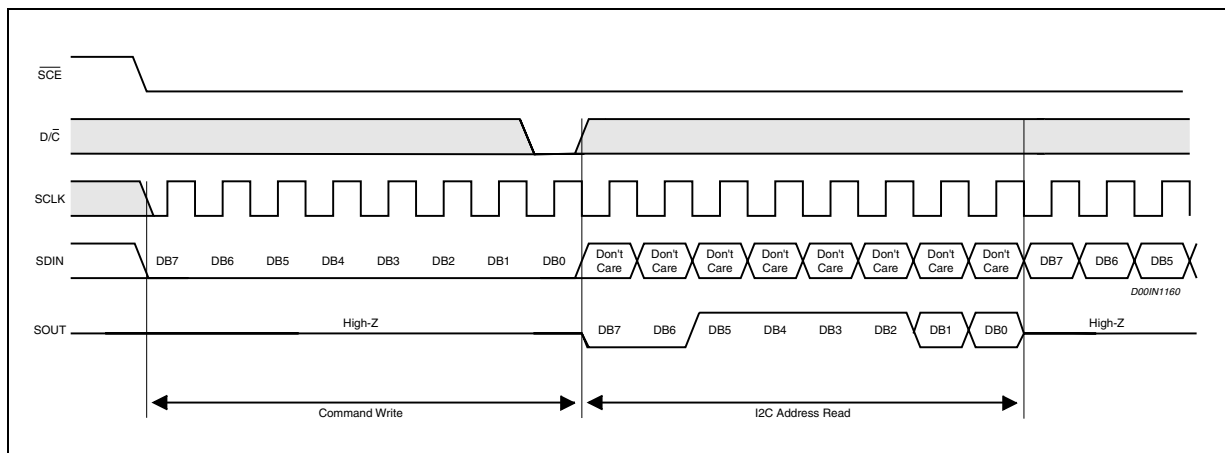 SCE
D/C
SCLK
SDIN DB7 DB6 DB5 DB4 DB3 DB2 DB1 DB0 Don't Care Don't Care Don't Care Don't Care Don't Care Don't Care Don't Care Don't Care DB7 DB6 DB5
D00IN1160
SOUT High-Z DB7 DB6 DB5 DB4 DB3 DB2 DB1 DB0 High-Z
Command Write I2C Address Read